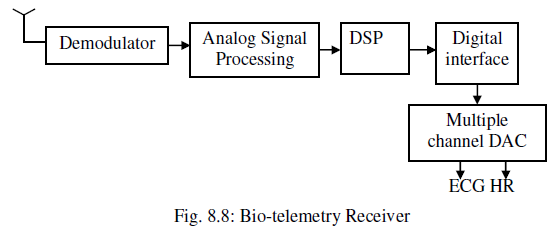 Demodulator
Analog Signal
Processing
DSP
Digital
interface
Multiple
channel DAC
ECG HR
Fig. 8.8: Bio-telemetry Receiver